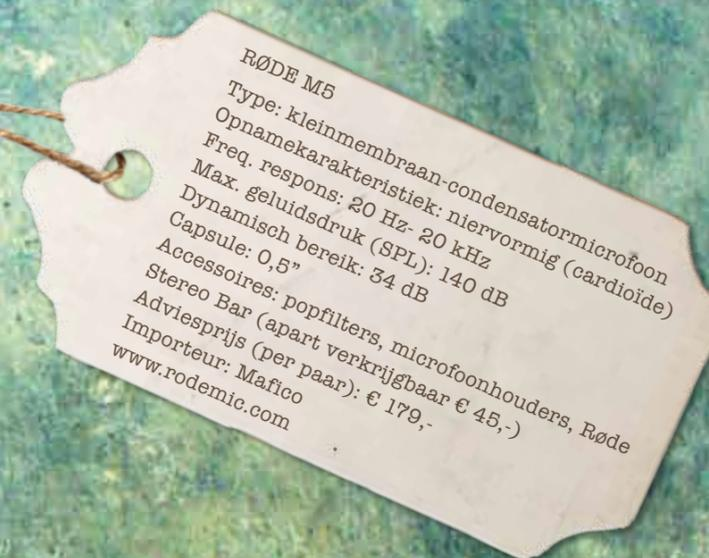 RØDE M5
Type: kleinmembraan-condensatormicrofoon
Opnamekarakteristiek: niervormig (cardioïde)
Freq. respons: 20 Hz- 20 kHz
Max. geluidsdruk (SPL): 140 dB
Dynamisch bereik: 34 dB
Capsule: 0,5”
Accessoires: popfilters, microfoonhouders, Røde
Stereo Bar (apart verkrijgbaar € 45,-)
Adviesprijs (per paar): € 179,-
Importeur: Mafico
www.rodemic.com